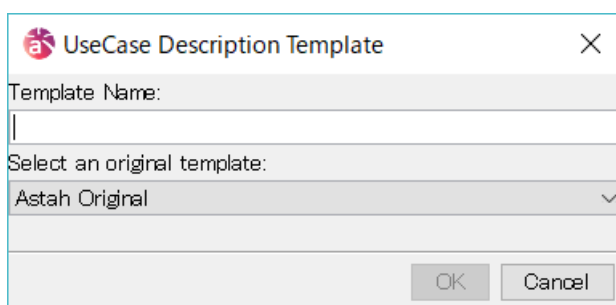 UseCase Description Template
Template Name:
Select an original template:
Astah Original
OK Cancel